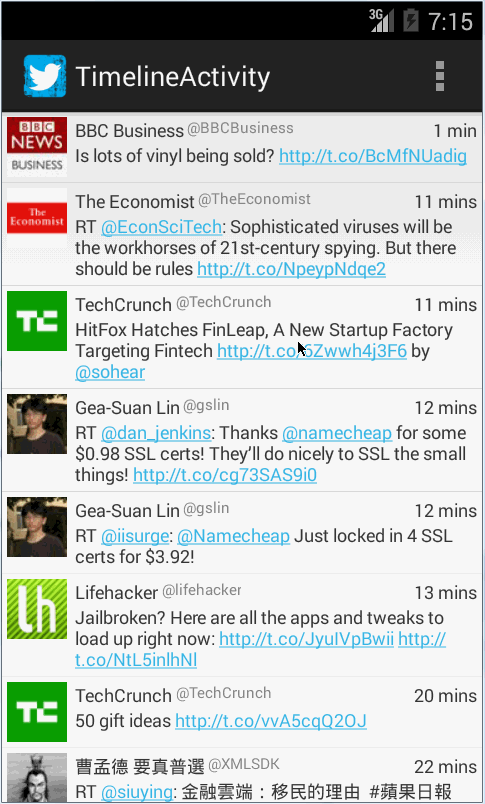 3G 7:15
TimelineActivity
BBC
NEWS
BUSINESS
BBC Business @BBCBusiness 1 min
Is lots of vinyl being sold? http://t.co/BcMfNUadig
The
Economist
The Economist @TheEconomist 11 mins
RT @EconSciTech: Sophisticated viruses will be
the workhorses of 21st-century spying. But there
should be rules http://t.co/NpeypNdqe2
TC
TechCrunch @TechCrunch 11 mins
HitFox Hatches FinLeap, A New Startup Factory
Targeting Fintech http://t.co/6Zwwh4j3F6 by
@sohear
Gea-Suan Lin @gslin 12 mins
RT @dan_jenkins: Thanks @namecheap for some
$0.98 SSL certs! They'll do nicely to SSL the small
things! http://t.co/cg73SAS9i0
Gea-Suan Lin @gslin 12 mins
RT @iisurge: @Namecheap Just locked in 4 SSL
certs for $3.92!
lh
Lifehacker @lifehacker 13 mins
Jailbroken? Here are all the apps and tweaks to
load up right now: http://t.co/JyuIVpBwii http://
t.co/NtL5inlhNl
TC
TechCrunch @TechCrunch 20 mins
50 gift ideas http://t.co/vvA5cqQ2OJ
曹孟德 要真普選 @XMLSDK 22 mins
RT @siuying: 金融雲端：移民的理由 #蘋果日報